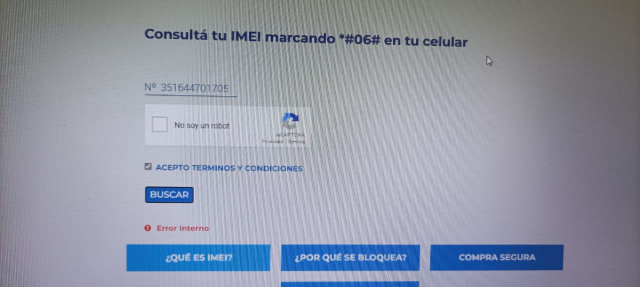 Consultá tu IMEI marcando *#06# en tu celular
Nº 351644701705
No soy un robot
reCAPTCHA
Privacidad - Términos
ACEPTO TERMINOS Y CONDICIONES
BUSCAR
Error Interno
¿QUÉ ES IMEI?
¿POR QUÉ SE BLOQUEA?
COMPRA SEGURA